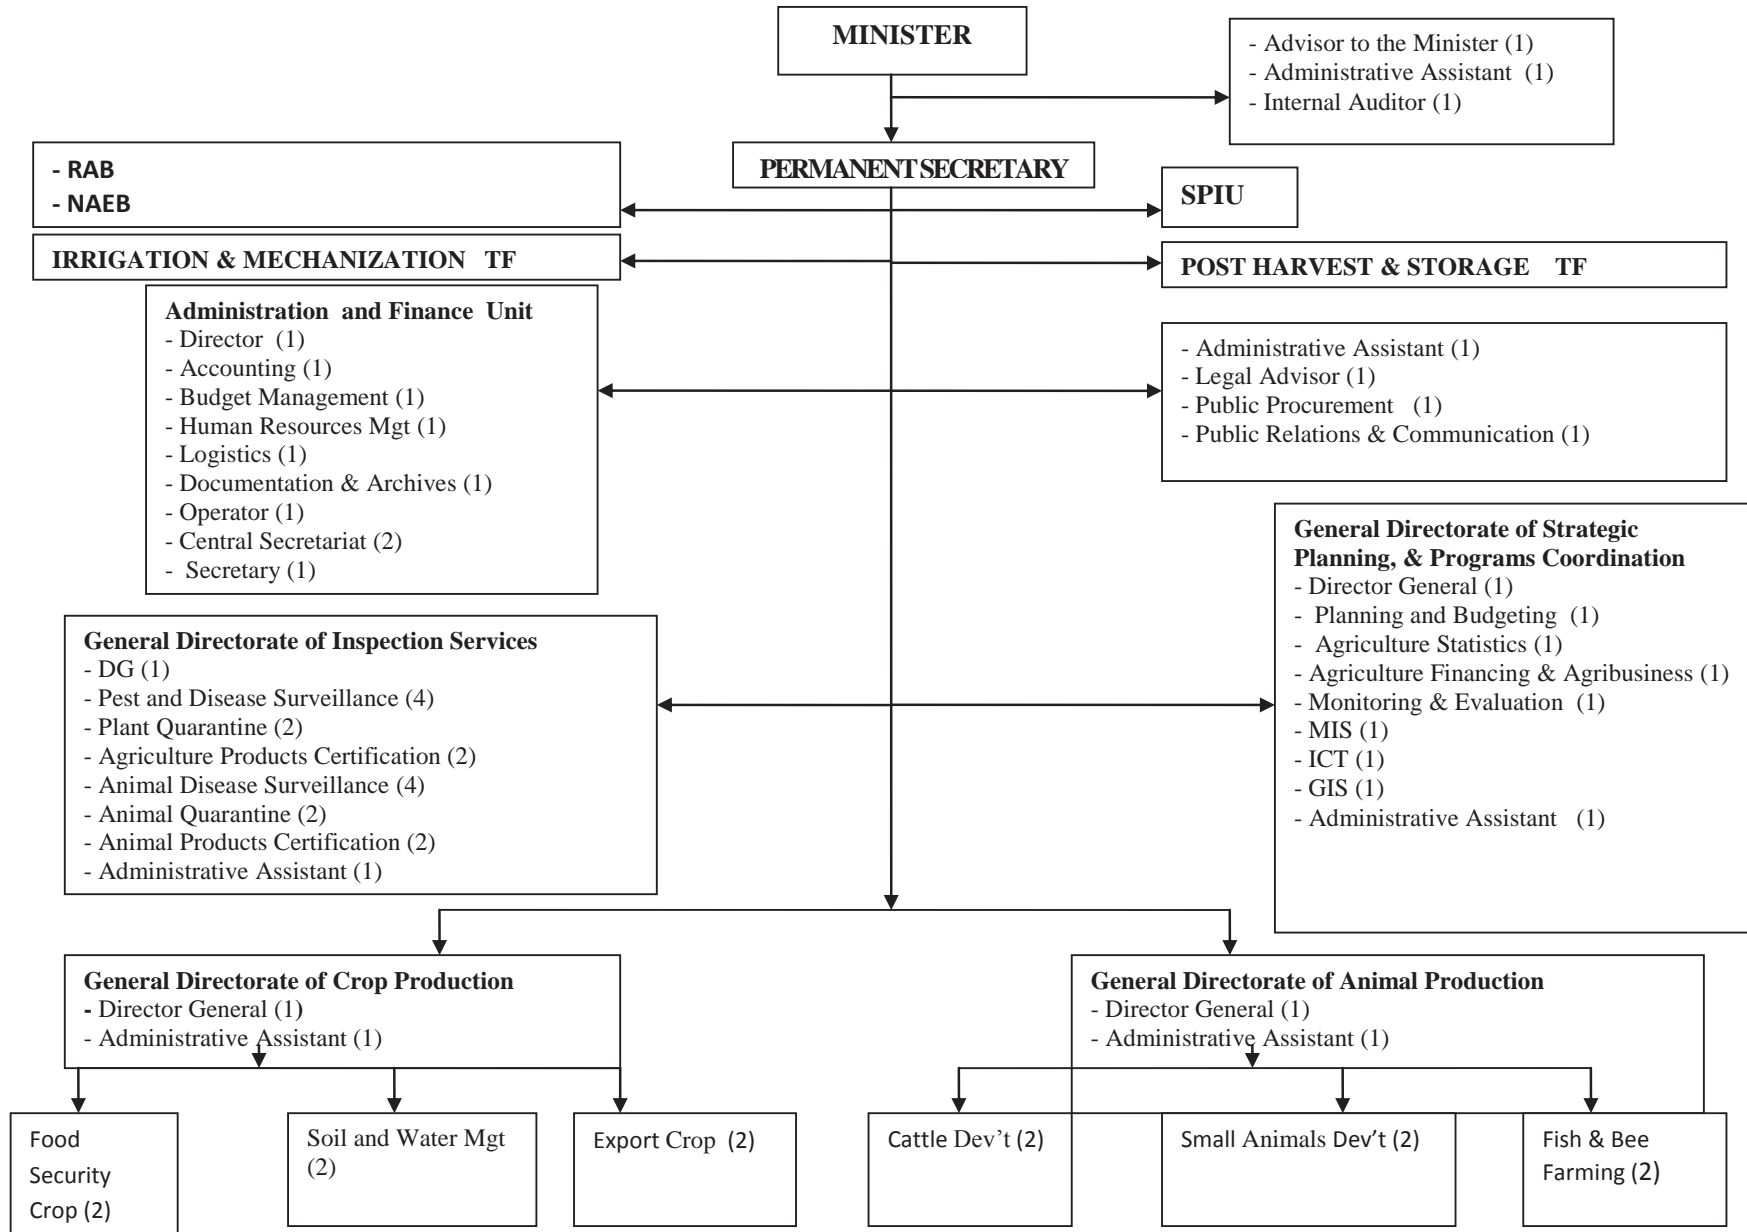 MINISTER
- Advisor to the Minister (1)
- Administrative Assistant (1)
- Internal Auditor (1)
PERMANENT SECRETARY
- RAB
- NAEB
SPIU
IRRIGATION & MECHANIZATION TF
POST HARVEST & STORAGE TF
Administration and Finance Unit
- Director (1)
- Accounting (1)
- Budget Management (1)
- Human Resources Mgt (1)
- Logistics (1)
- Documentation & Archives (1)
- Operator (1)
- Central Secretariat (2)
- Secretary (1)
- Administrative Assistant (1)
- Legal Advisor (1)
- Public Procurement (1)
- Public Relations & Communication (1)
General Directorate of Strategic
Planning, & Programs Coordination
- Director General (1)
- Planning and Budgeting (1)
- Agriculture Statistics (1)
- Agriculture Financing & Agribusiness (1)
- Monitoring & Evaluation (1)
- MIS (1)
- ICT (1)
- GIS (1)
- Administrative Assistant (1)
General Directorate of Inspection Services
- DG (1)
- Pest and Disease Surveillance (4)
- Plant Quarantine (2)
- Agriculture Products Certification (2)
- Animal Disease Surveillance (4)
- Animal Quarantine (2)
- Animal Products Certification (2)
- Administrative Assistant (1)
General Directorate of Crop Production
- Director General (1)
- Administrative Assistant (1)
General Directorate of Animal Production
- Director General (1)
- Administrative Assistant (1)
Food
Security
Crop (2)
Soil and Water Mgt
(2)
Export Crop (2)
Cattle Dev’t (2)
Small Animals Dev’t (2)
Fish & Bee
Farming (2)